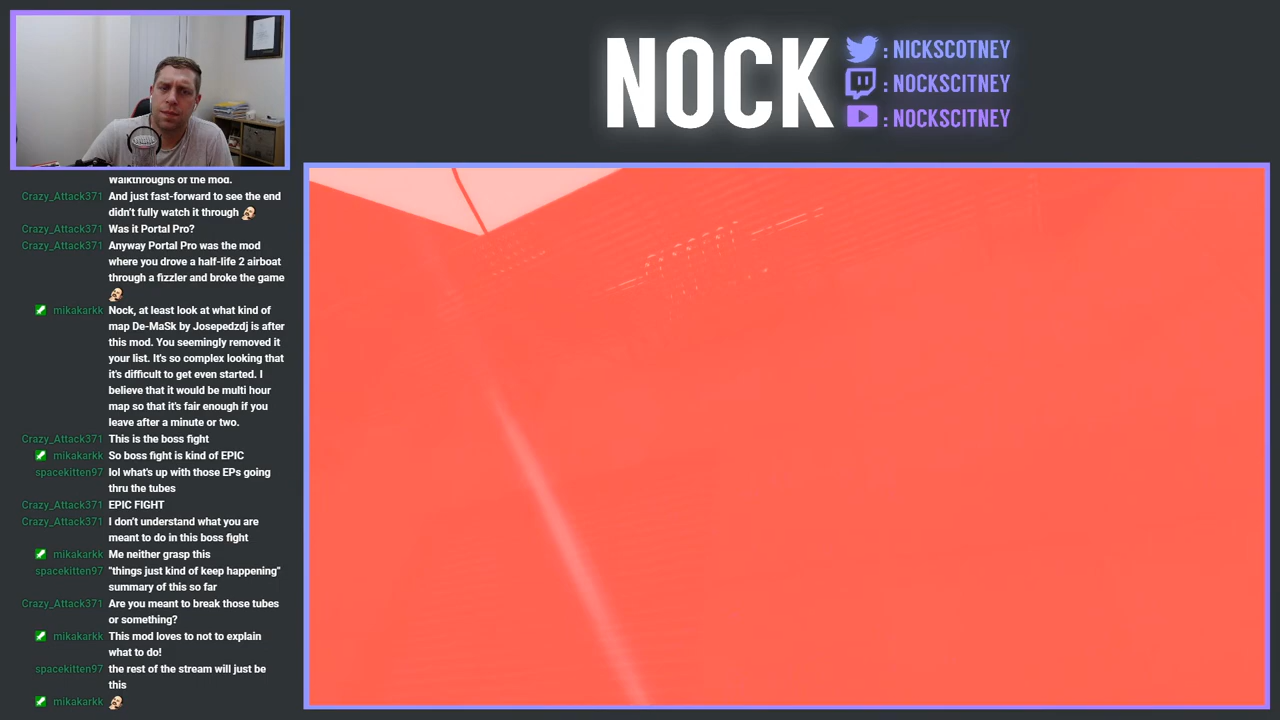 NOCK
: NICKSCOTNEY
: NOCKSCITNEY
: NOCKSCITNEY
walkthroughs of the mod.
Crazy_Attack371 And just fast-forward to see the end
didn't fully watch it through
Crazy_Attack371 Was it Portal Pro?
Crazy_Attack371 Anyway Portal Pro was the mod
where you drove a half-life 2 airboat
through a fizzler and broke the game
mikakarkk Nock, at least look at what kind of
map De-MaSk by Josepedzdj is after
this mod. You seemingly removed it
your list. It's so complex looking that
it's difficult to get even started. I
believe that it would be multi hour
map so that it's fair enough if you
leave after a minute or two.
Crazy_Attack371 This is the boss fight
mikakarkk So boss fight is kind of EPIC
spacekitten97 lol what's up with those EPs going
thru the tubes
Crazy_Attack371 EPIC FIGHT
Crazy_Attack371 I don't understand what you are
meant to do in this boss fight
mikakarkk Me neither grasp this
spacekitten97 "things just kind of keep happening"
summary of this so far
Crazy_Attack371 Are you meant to break those tubes
or something?
mikakarkk This mod loves to not to explain
what to do!
spacekitten97 the rest of the stream will just be
this
mikakarkk